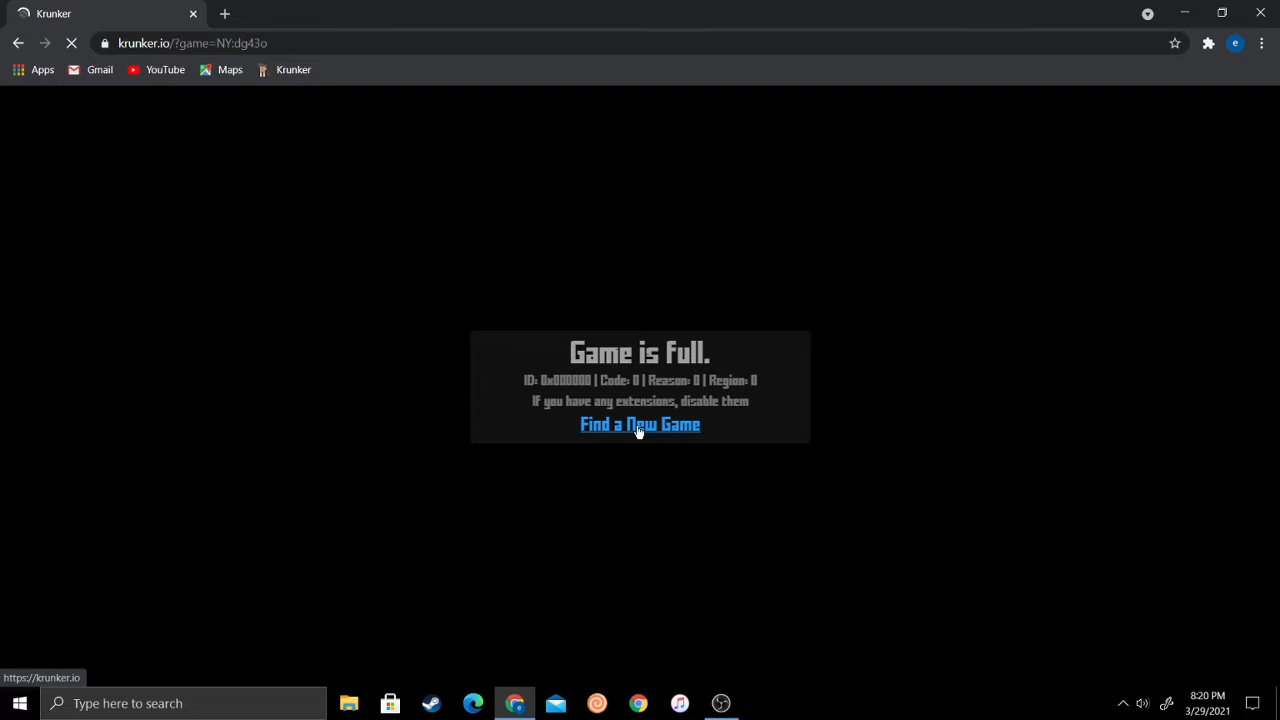 Krunker
krunker.io/?game=NY:dg43o
e
Apps
Gmail
YouTube
Maps
Krunker
Game is full.
ID: 0x000000 | Code: 0 | Reason: 0 | Region: 0
If you have any extensions, disable them
Find a New Game
https://krunker.io
Type here to search
8:20 PM
3/29/2021